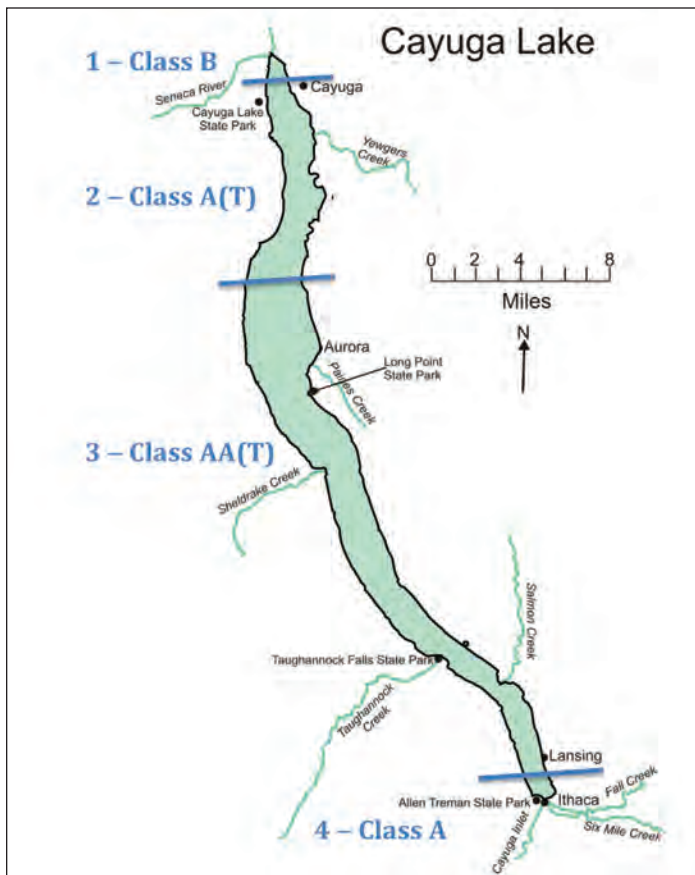 Cayuga Lake
1 – Class B
Seneca River
Cayuga
Cayuga Lake
State Park
Yewgers
Creek
2 – Class A(T)
0 2 4 6 8
Miles
N
Aurora
Long Point
State Park
Paines Creek
3 – Class AA(T)
Sheldrake Creek
Salmon Creek
Taughannock Falls State Park
Taughannock
Creek
Lansing
Fall Creek
Allen Treman State Park
Ithaca
Six Mile Creek
Cayuga Inlet
4 – Class A